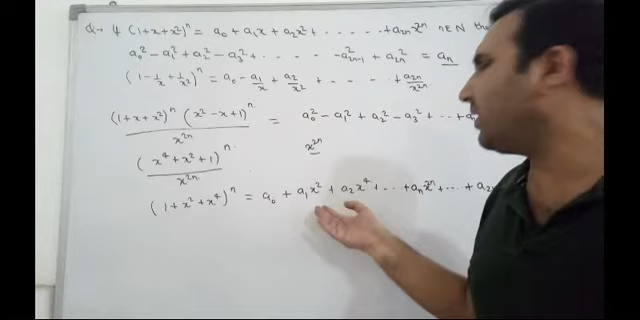 Q→ If (1+x+x²)ⁿ = a₀ + a₁x + a₂x² + ...... + a₂ₙx²ⁿ n∈N the
a₀² - a₁² + a₂² - a₃² + ...... - a²₂ₙ₋₁ + a₂ₙ² = aₙ
(1 - 1/x + 1/x²)ⁿ = a₀ - a₁/x + a₂/x² + ..... + a₂ₙ/x²ⁿ
(1+x+x²)ⁿ (x²-x+1)ⁿ / x²ⁿ = a₀² - a₁² + a₂² - a₃² + ... + a
(x⁴+x²+1)ⁿ / x²ⁿ x²ⁿ
(1+x²+x⁴)ⁿ = a₀ + a₁x² + a₂x⁴ + ... + aₙx²ⁿ + ... + a₂